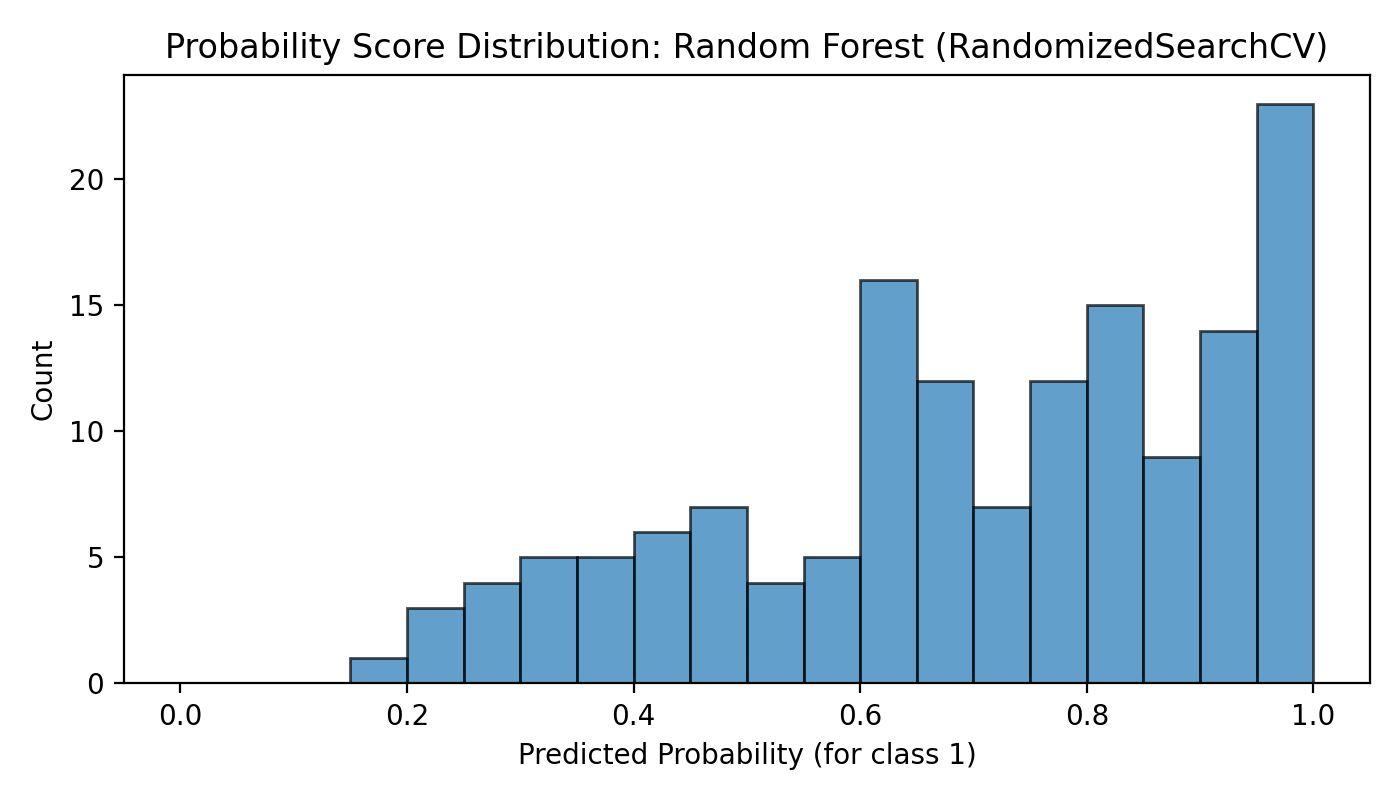 Probability Score Distribution: Random Forest (RandomizedSearchCV)
Count
20
15
10
5
0
0.0 0.2 0.4 0.6 0.8 1.0
Predicted Probability (for class 1)